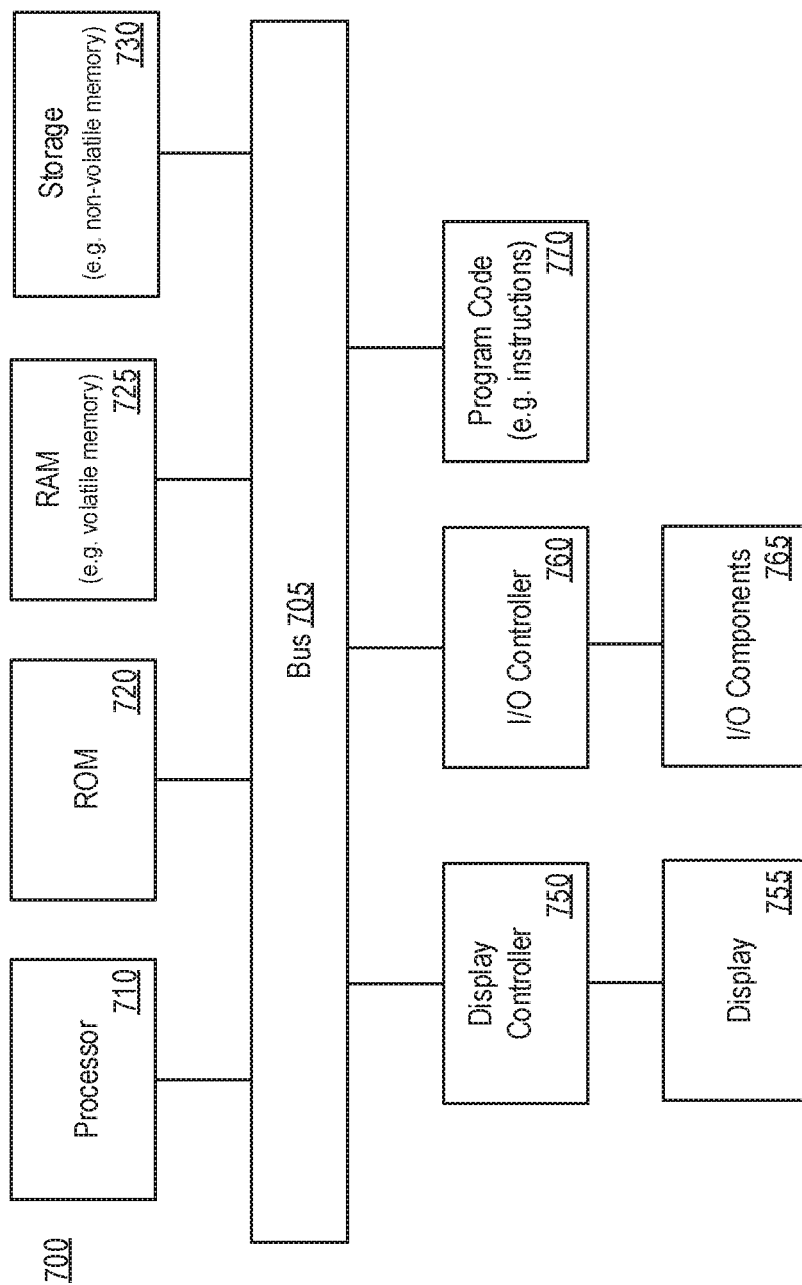 700
Processor
710
ROM
720
RAM
(e.g. volatile memory)
725
Storage
(e.g. non-volatile memory)
730
Bus 705
Display
Controller
750
I/O Controller
760
Program Code
(e.g. instructions)
770
Display
755
I/O Components
765